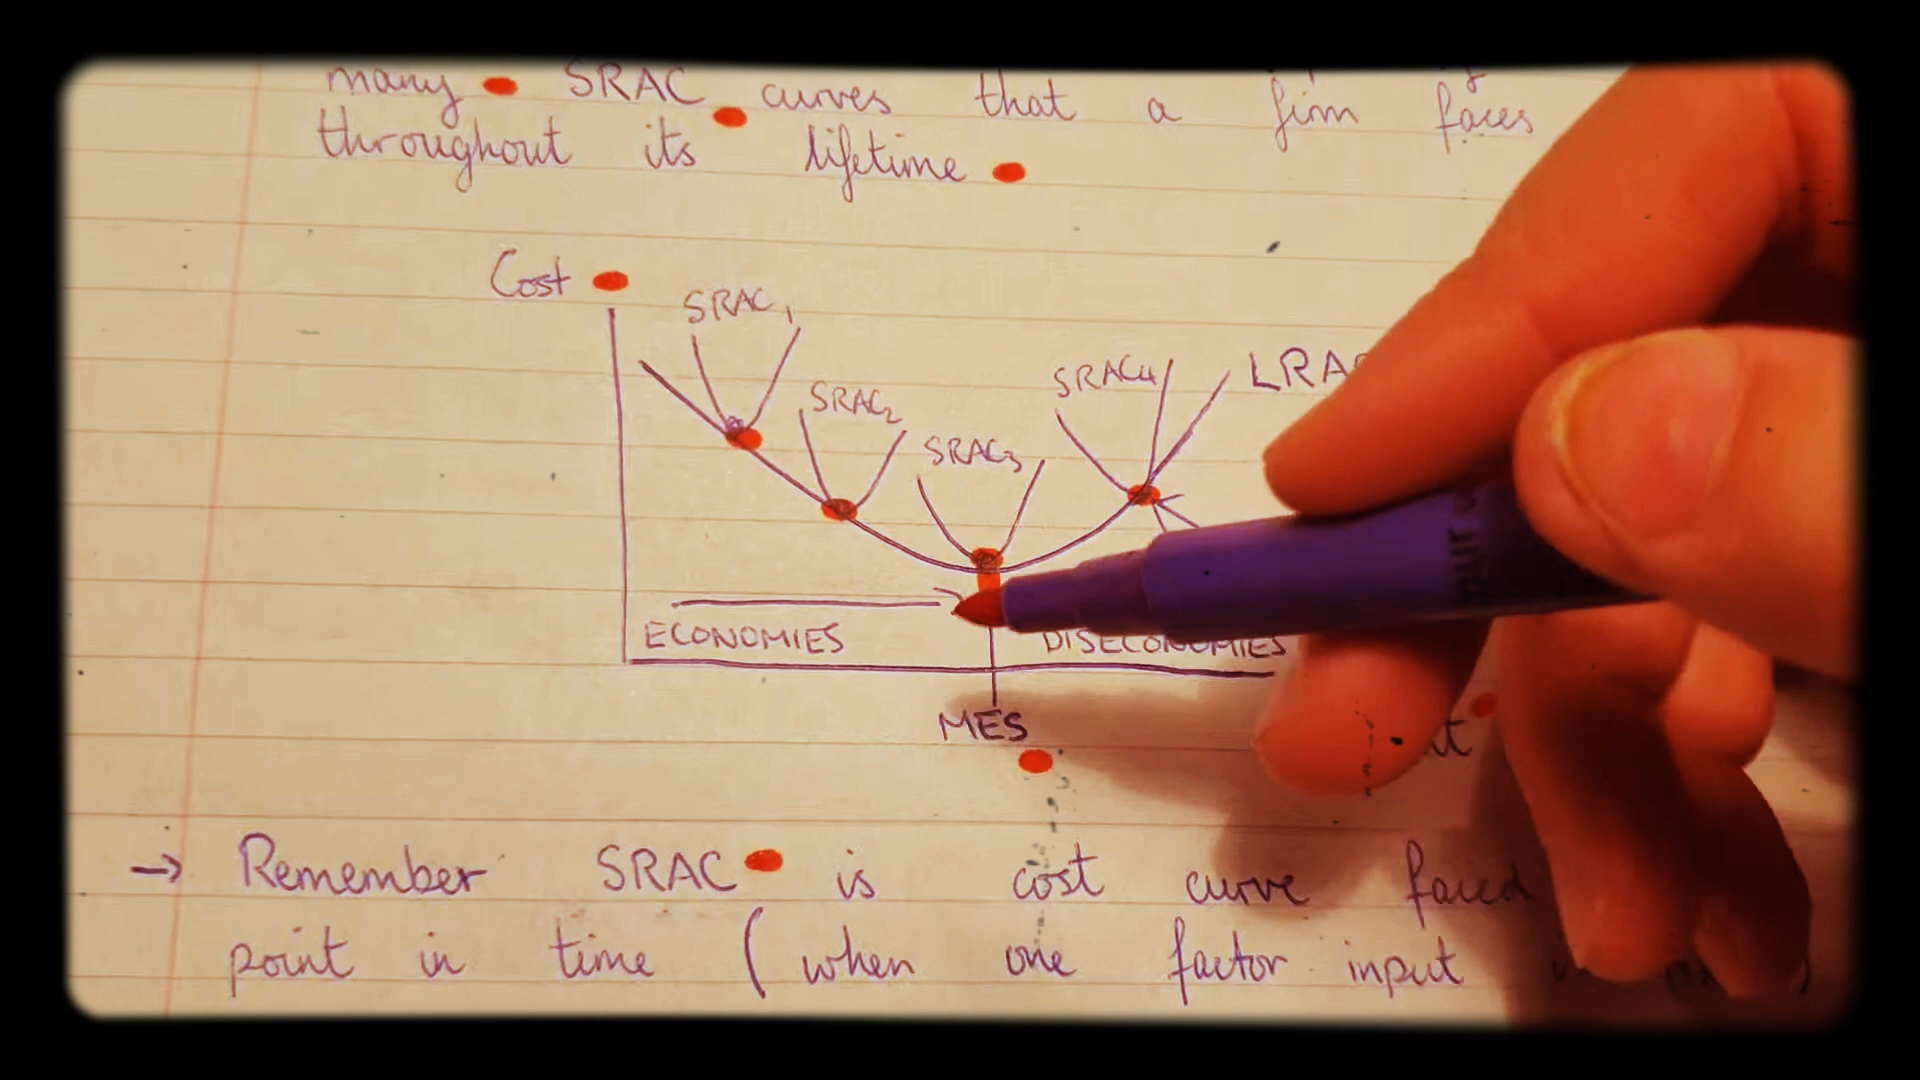 many SRAC curves that a firm faces
throughout its lifetime
Cost
SRAC1
SRAC2
SRAC3
SRAC4
LRAC
ECONOMIES
DISECONOMIES
MES
→ Remember SRAC is cost curve faced
point in time (when one factor input